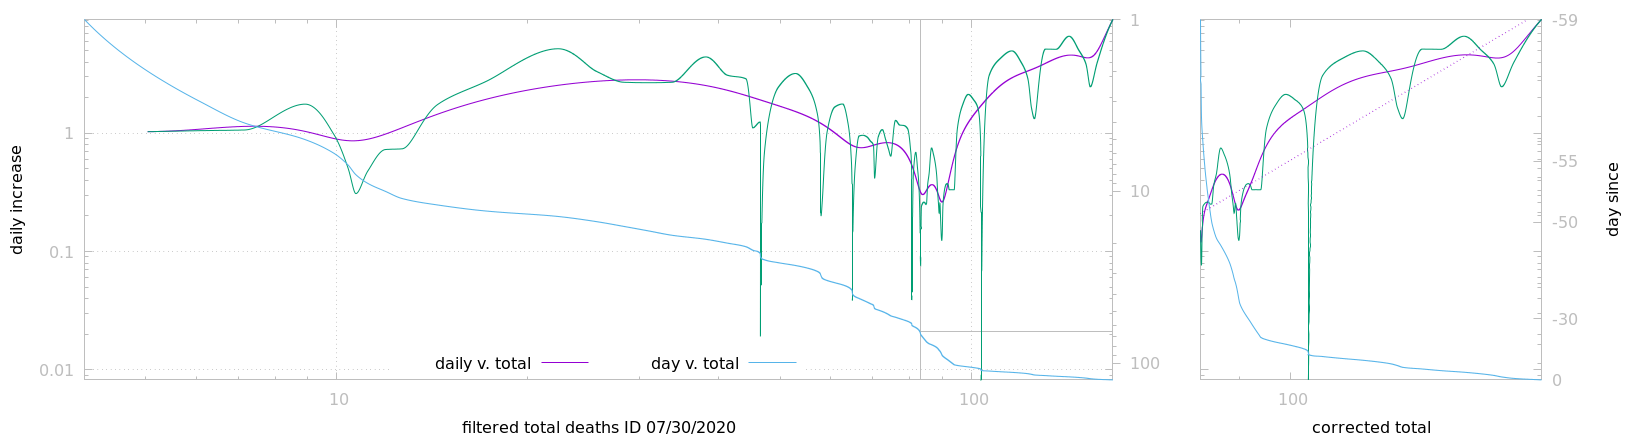 1
0.1
0.01
daily increase
10
100
1
10
100
daily v. total
day v. total
filtered total deaths ID 07/30/2020
-59
-55
-50
-30
0
day since
100
corrected total